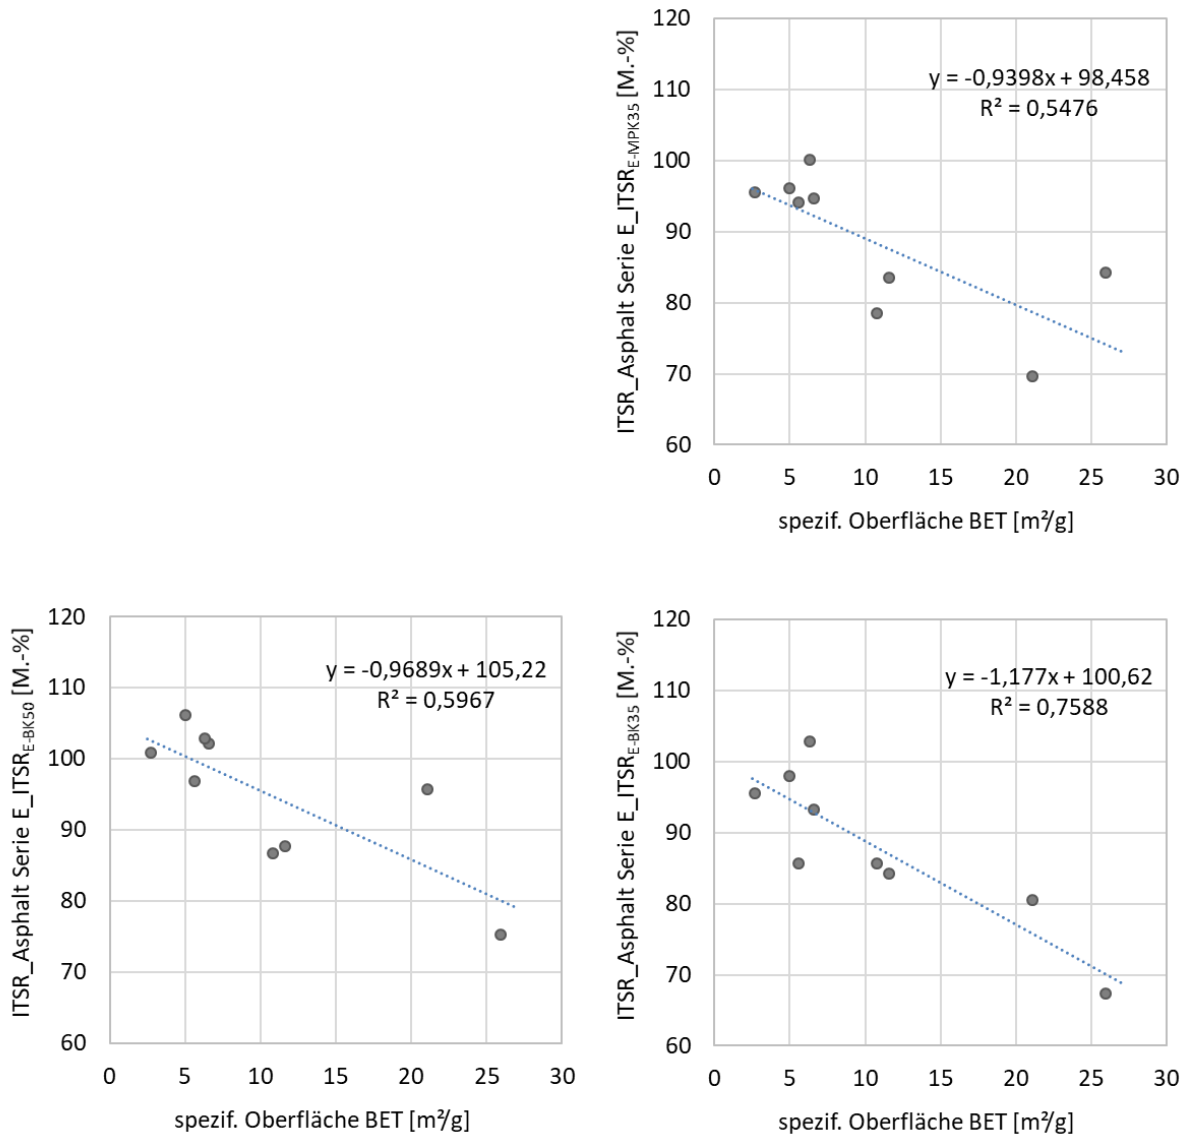 ITSR_Asphalt Serie E_ITSR E-MPK35 [M.-%]
120
110
100
90
80
70
60
y = -0,9398x + 98,458
R² = 0,5476
0 5 10 15 20 25 30
spezif. Oberfläche BET [m²/g]
ITSR_Asphalt Serie E_ITSR E-BK50 [M.-%]
120
110
100
90
80
70
60
y = -0,9689x + 105,22
R² = 0,5967
0 5 10 15 20 25 30
spezif. Oberfläche BET [m²/g]
ITSR_Asphalt Serie E_ITSR E-BK35 [M.-%]
120
110
100
90
80
70
60
y = -1,177x + 100,62
R² = 0,7588
0 5 10 15 20 25 30
spezif. Oberfläche BET [m²/g]